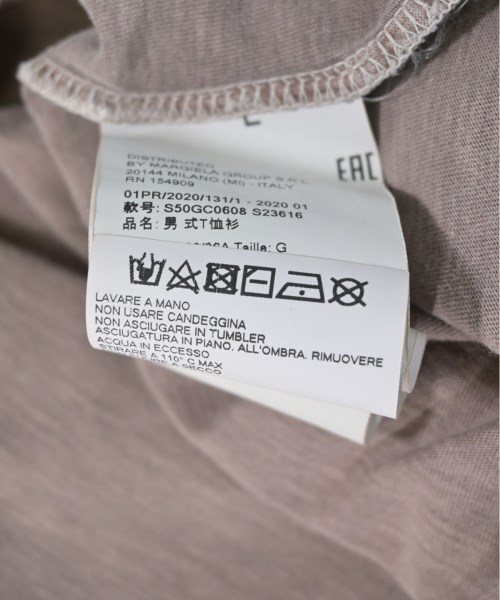 DISTRIBUTED
BY MARGIELA GROUP S.R.L.
20144 MILANO (MI) - ITALY
RN 154909
EAC
01PR/2020/131/1 - 2020 01
款号: S50GC0608 S23616
品名: 男 式T恤衫
Taille: G
LAVARE A MANO
NON USARE CANDEGGINA
NON ASCIUGARE IN TUMBLER
ASCIUGATURA IN PIANO. ALL'OMBRA. RIMUOVERE
ACQUA IN ECCESSO
STIRARE A 110° C MAX
A SECCO